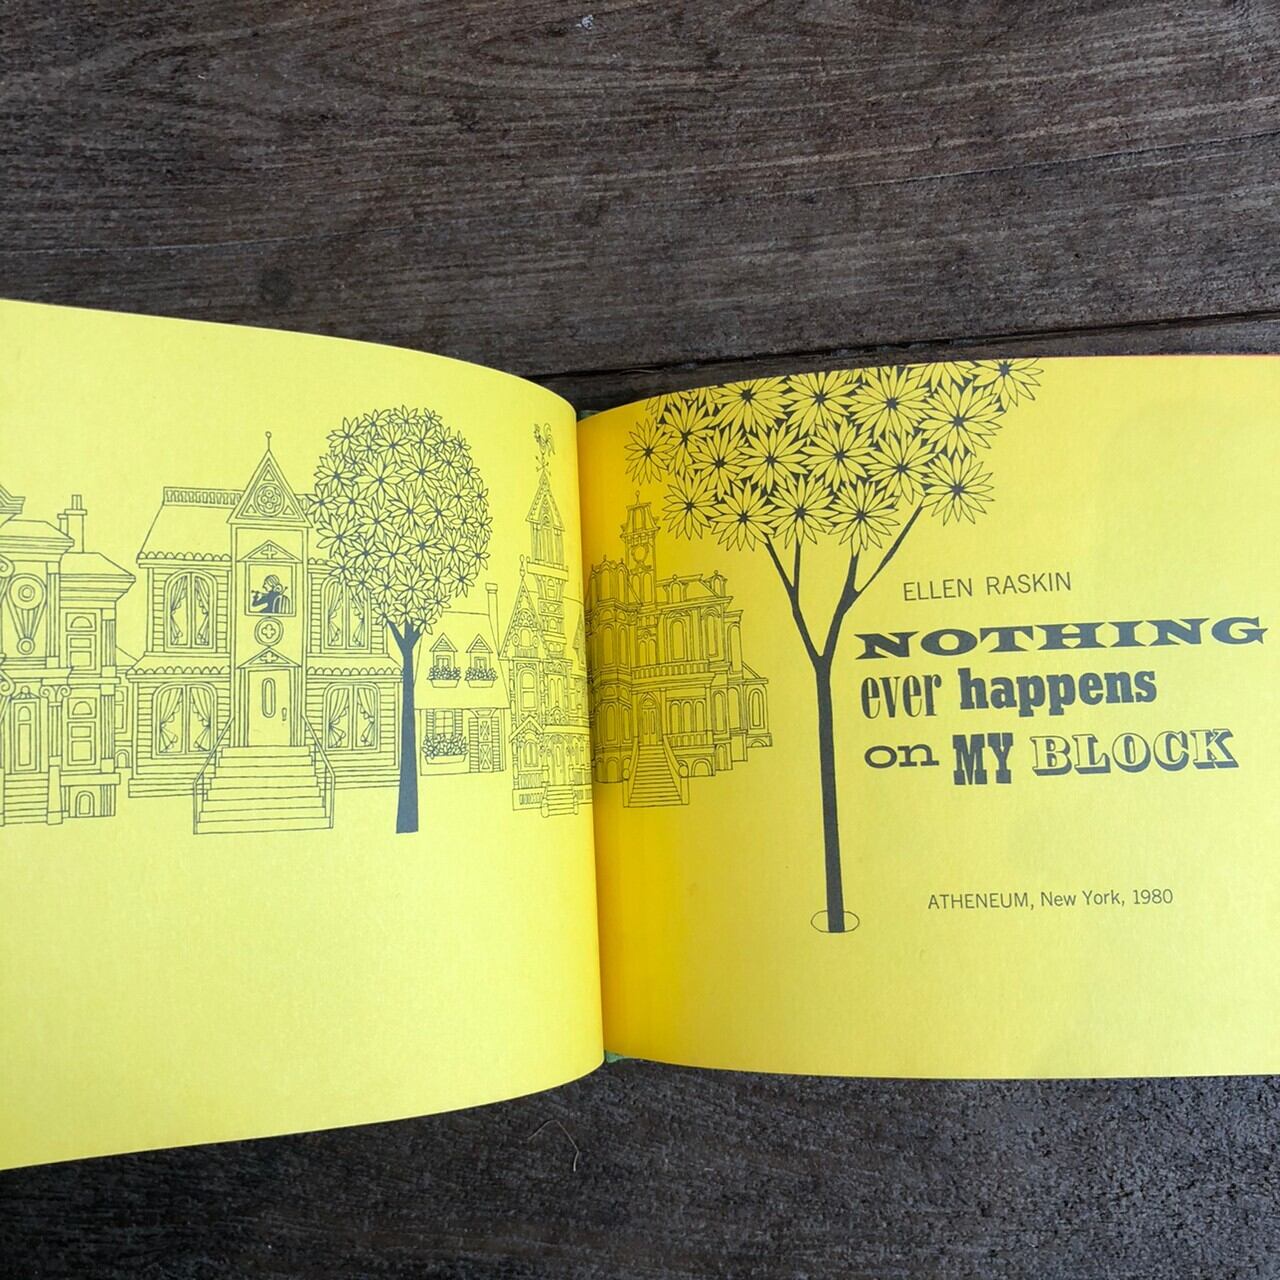 ELLEN RASKIN
NOTHING
ever happens
on MY BLOCK
ATHENEUM, New York, 1980